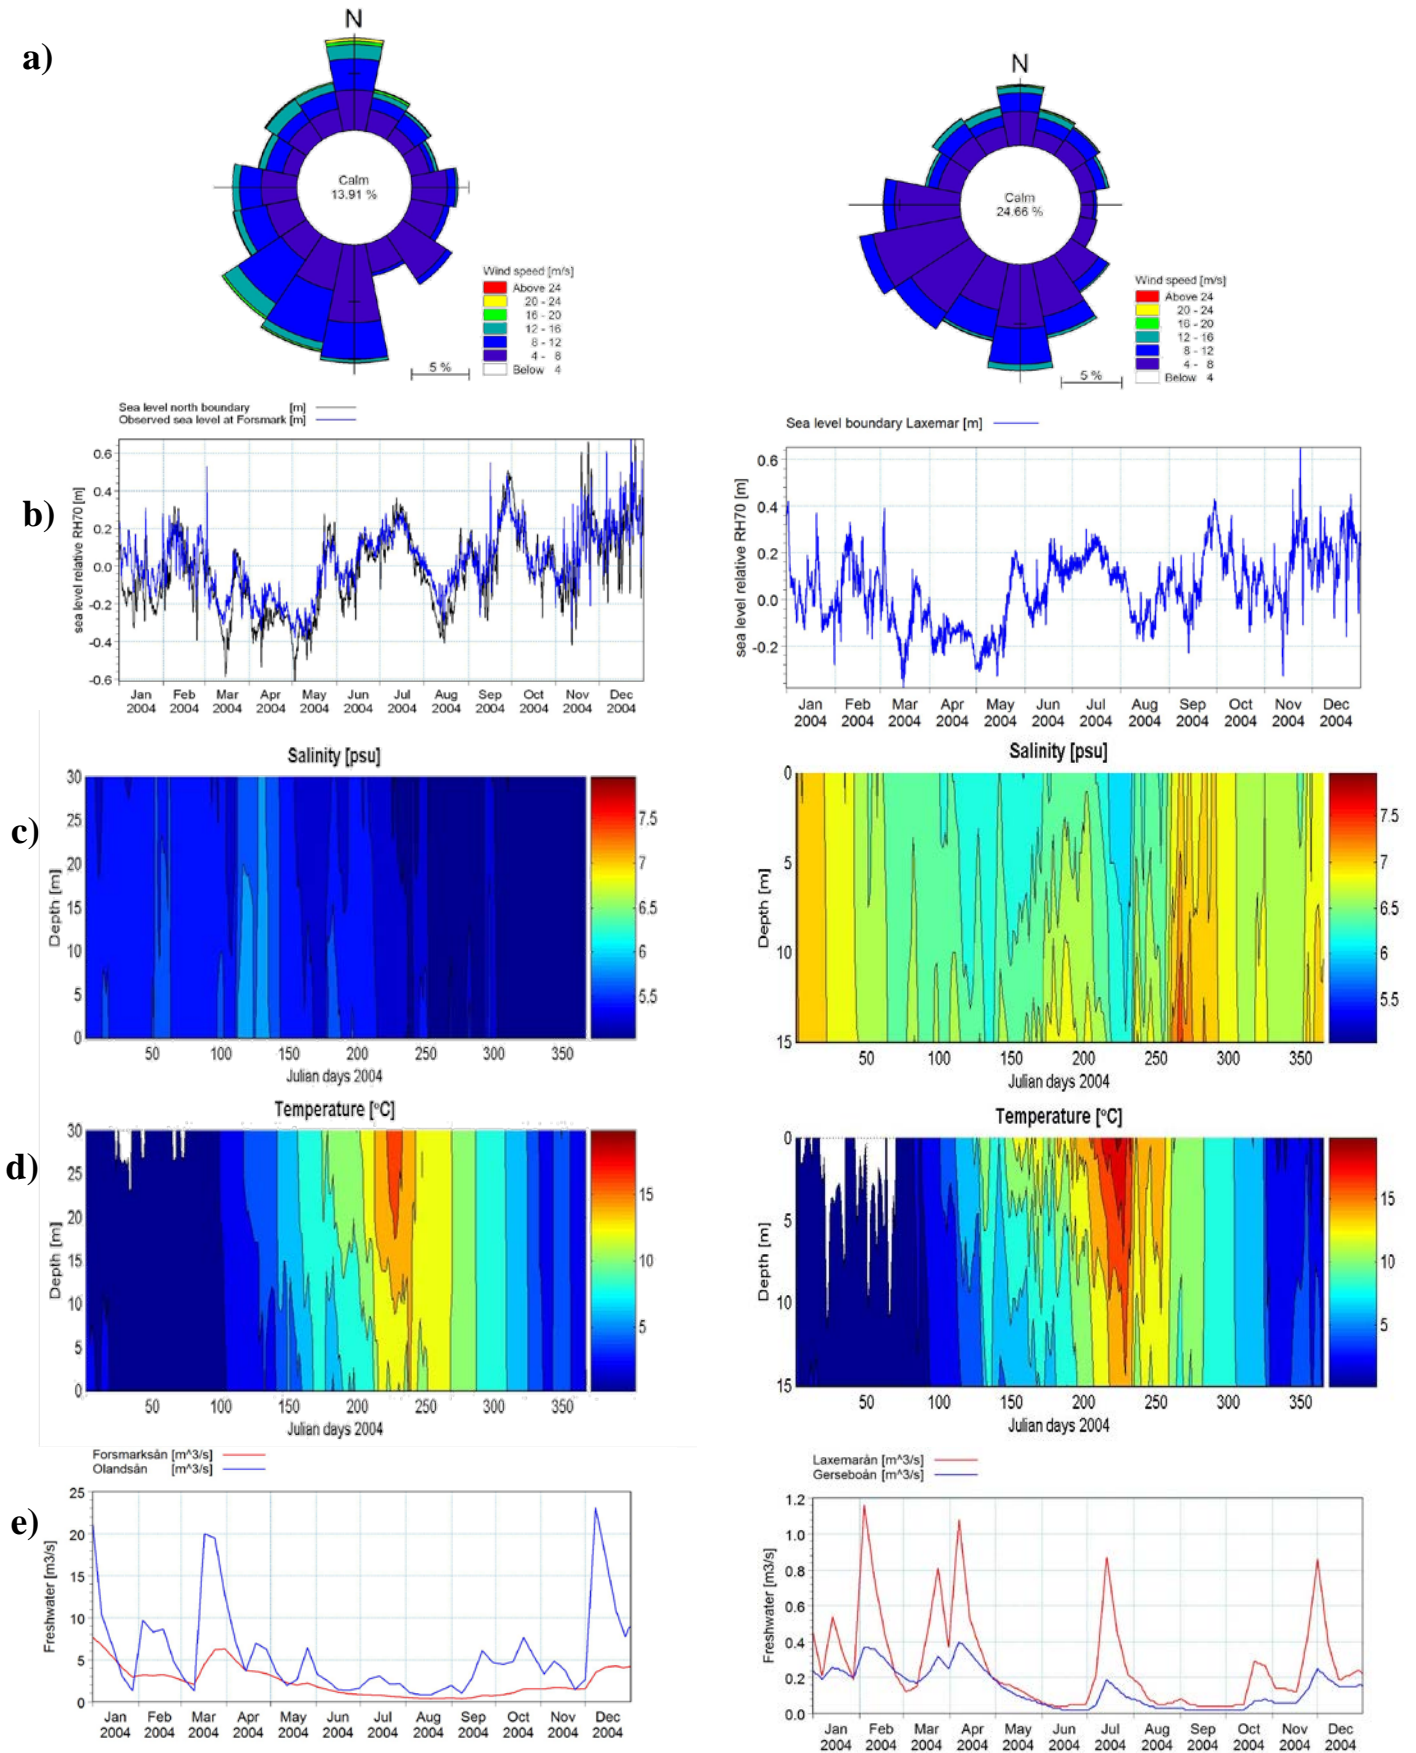 a)
N
Calm
13.91 %
5 %
Wind speed [m/s]
Above 24
20 - 24
16 - 20
12 - 16
8 - 12
4 - 8
Below 4
N
Calm
24.66 %
5 %
Wind speed [m/s]
Above 24
20 - 24
16 - 20
12 - 16
8 - 12
4 - 8
Below 4
b)
Sea level north boundary [m]
Observed sea level at Forsmark [m]
sea level relative RH70 [m]
0.6
0.4
0.2
0.0
-0.2
-0.4
-0.6
Jan Feb Mar Apr May Jun Jul Aug Sep Oct Nov Dec
2004 2004 2004 2004 2004 2004 2004 2004 2004 2004 2004 2004
Sea level boundary Laxemar [m]
sea level relative RH70 [m]
0.6
0.4
0.2
0.0
-0.2
Jan Feb Mar Apr May Jun Jul Aug Sep Oct Nov Dec
2004 2004 2004 2004 2004 2004 2004 2004 2004 2004 2004 2004
c)
Salinity [psu]
Depth [m]
30
25
20
15
10
5
0
50 100 150 200 250 300 350
Julian days 2004
7.5
7
6.5
6
5.5
Salinity [psu]
Depth [m]
0
5
10
15
50 100 150 200 250 300 350
Julian days 2004
7.5
7
6.5
6
5.5
d)
Temperature [°C]
Depth [m]
30
25
20
15
10
5
0
50 100 150 200 250 300 350
Julian days 2004
15
10
5
Temperature [°C]
Depth [m]
0
5
10
15
50 100 150 200 250 300 350
Julian days 2004
15
10
5
e)
Forsmarksån [m^3/s]
Olandsån [m^3/s]
Freshwater [m3/s]
25
20
15
10
5
0
Jan Feb Mar Apr May Jun Jul Aug Sep Oct Nov Dec
2004 2004 2004 2004 2004 2004 2004 2004 2004 2004 2004 2004
Laxemarån [m^3/s]
Gerseboån [m^3/s]
Freshwater [m3/s]
1.2
1.0
0.8
0.6
0.4
0.2
0.0
Jan Feb Mar Apr May Jun Jul Aug Sep Oct Nov Dec
2004 2004 2004 2004 2004 2004 2004 2004 2004 2004 2004 2004